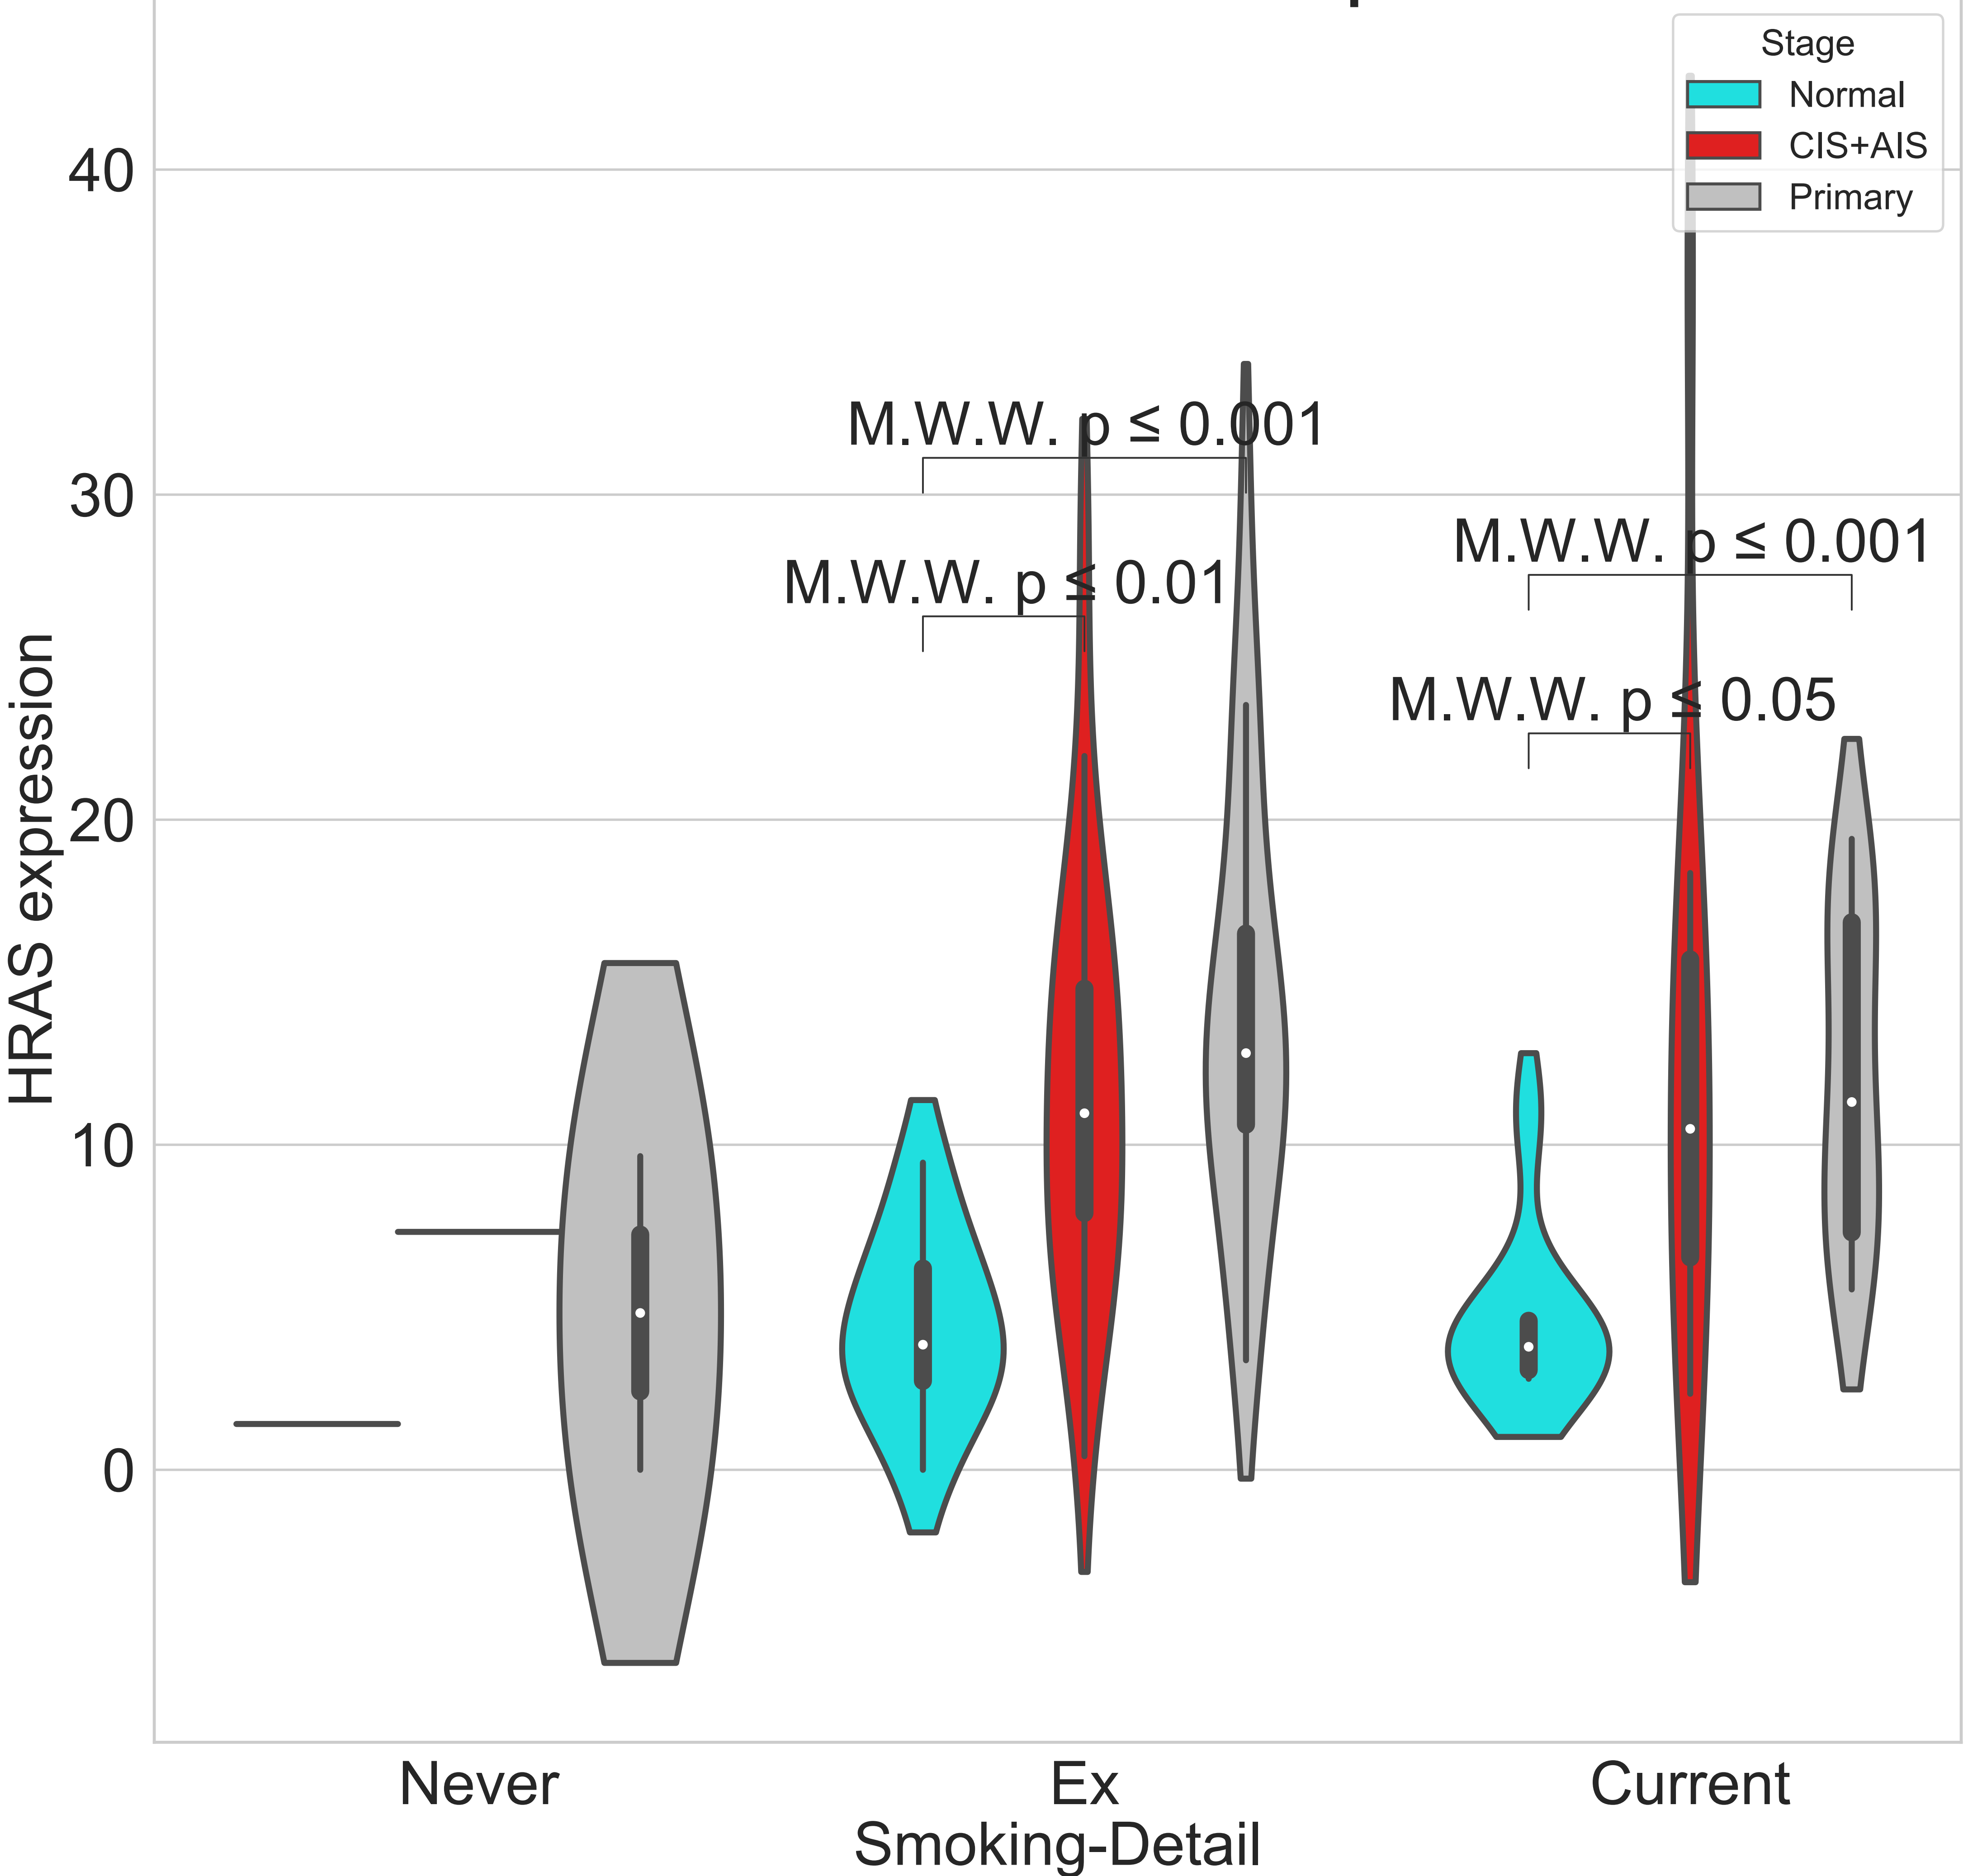 Stage
Normal
CIS+AIS
Primary
40
30
20
10
0
HRAS expression
M.W.W. p ≤ 0.001
M.W.W. p ≤ 0.01
M.W.W. p ≤ 0.001
M.W.W. p ≤ 0.05
Never
Ex
Current
Smoking-Detail